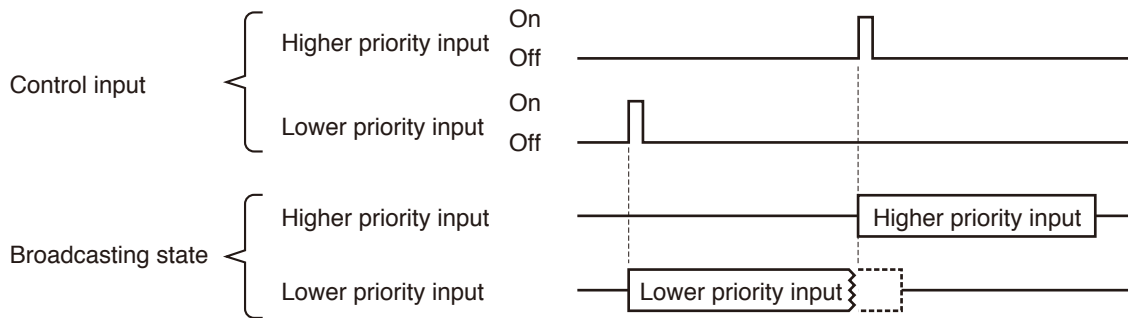 Control input
Higher priority input
On
Off
Lower priority input
On
Off
Broadcasting state
Higher priority input
Higher priority input
Lower priority input
Lower priority input